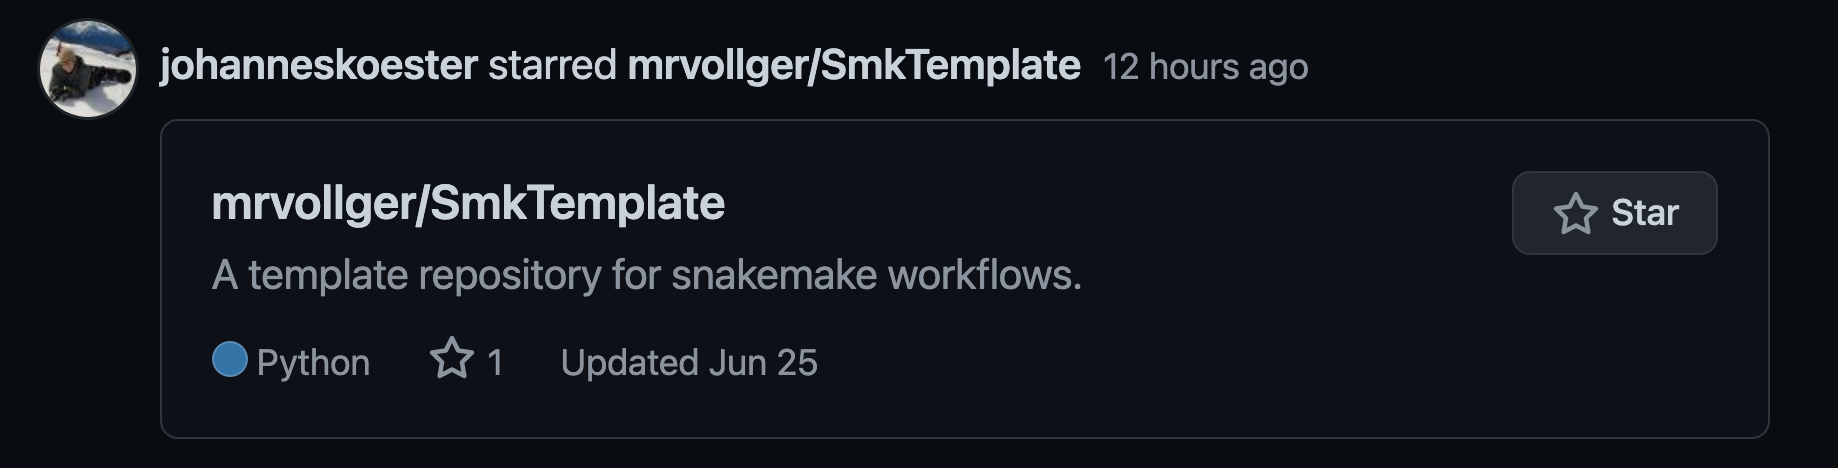 johanneskoester starred mrvollger/SmkTemplate 12 hours ago
mrvollger/SmkTemplate
Star
A template repository for snakemake workflows.
Python 1 Updated Jun 25